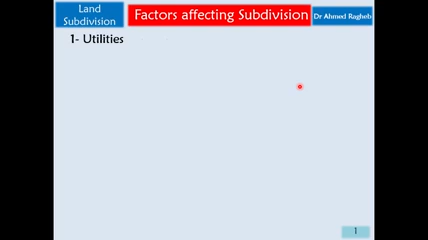 Land
Subdivision
Factors affecting Subdivision
Dr Ahmed Ragheb
1- Utilities
1